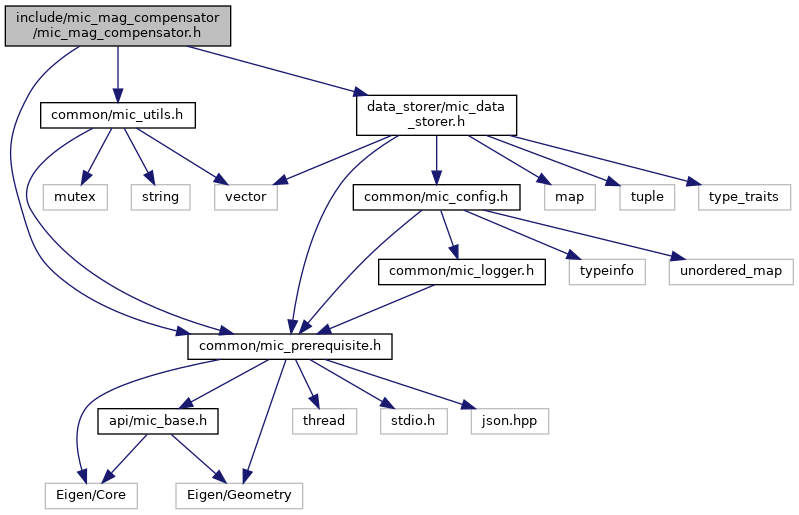 include/mic_mag_compensator
/mic_mag_compensator.h
common/mic_utils.h
data_storer/mic_data
_storer.h
mutex
string
vector
common/mic_config.h
map
tuple
type_traits
common/mic_logger.h
typeinfo
unordered_map
common/mic_prerequisite.h
api/mic_base.h
thread
stdio.h
json.hpp
Eigen/Core
Eigen/Geometry